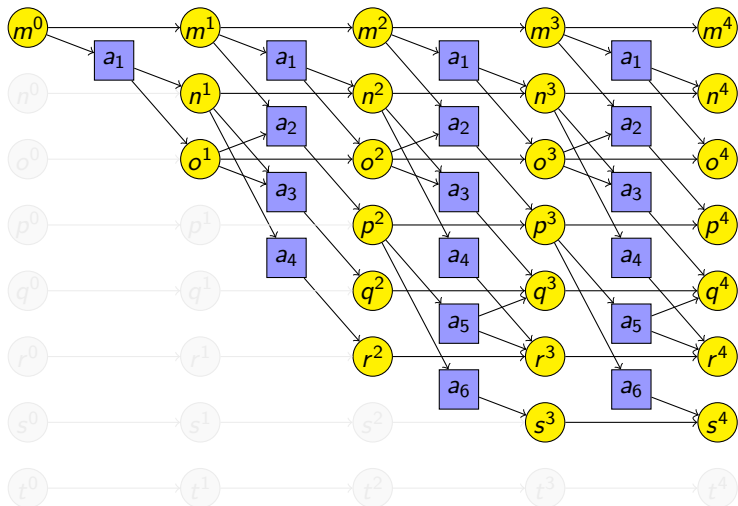 m⁰ m¹ m² m³ m⁴
a₁ a₁ a₁ a₁
n⁰ n¹ n² n³ n⁴
a₂ a₂ a₂
o⁰ o¹ o² o³ o⁴
a₃ a₃ a₃
p⁰ p¹ p² p³ p⁴
a₄ a₄ a₄
q⁰ q¹ q² q³ q⁴
a₅ a₅
r⁰ r¹ r² r³ r⁴
a₆ a₆
s⁰ s¹ s² s³ s⁴
t⁰ t¹ t² t³ t⁴